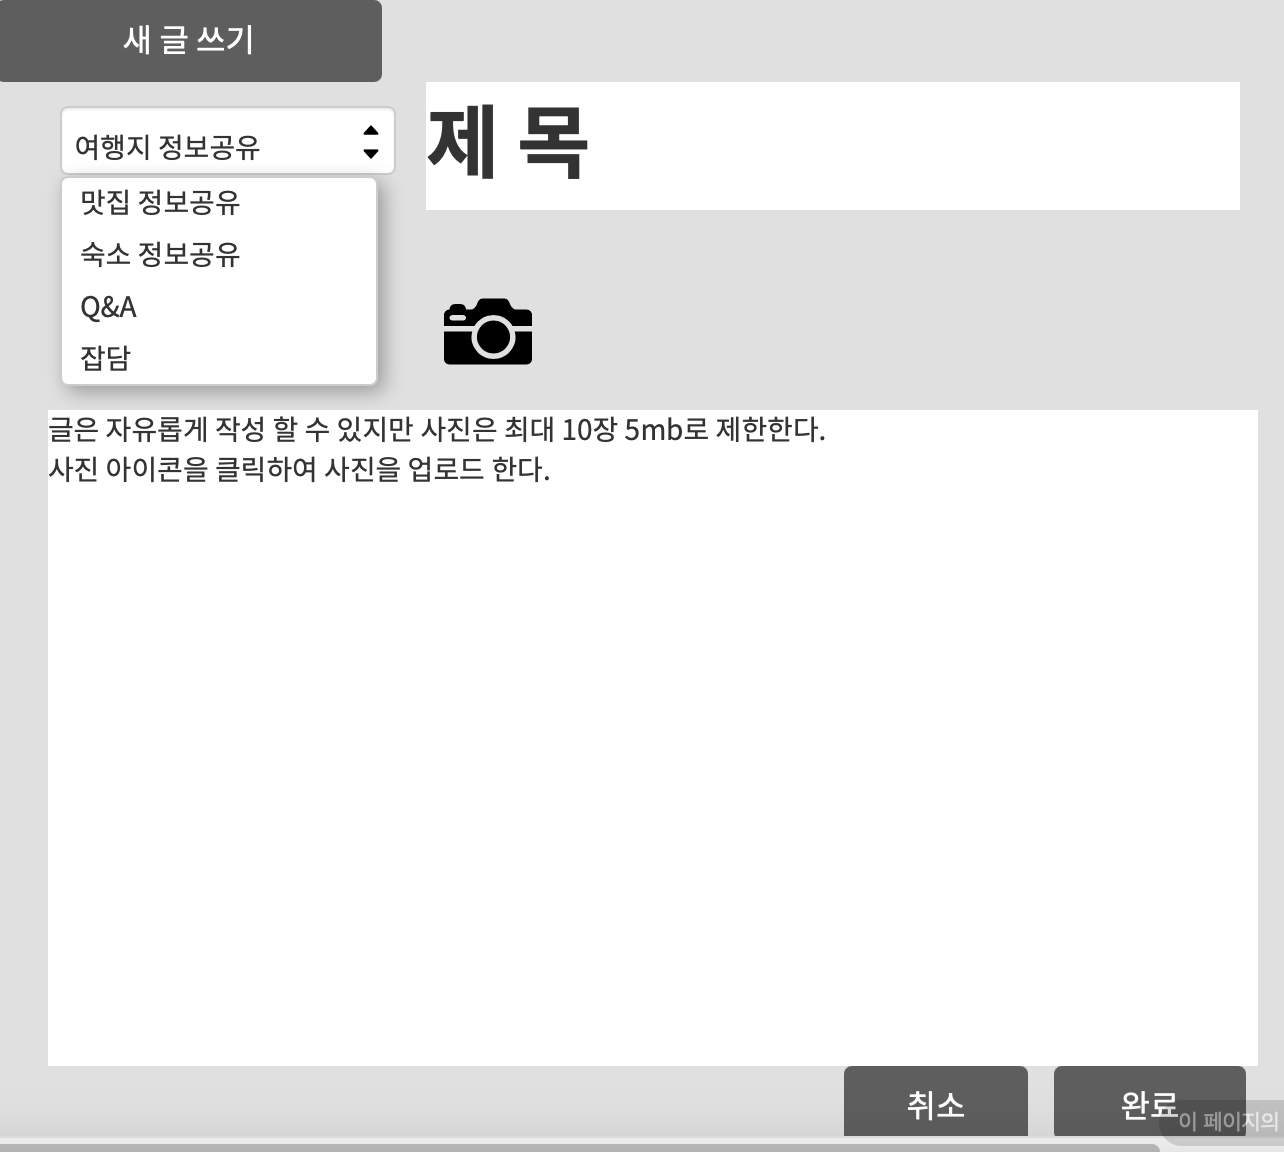 새 글 쓰기
여행지 정보공유
제 목
맛집 정보공유
숙소 정보공유
Q&A
잡담
글은 자유롭게 작성 할 수 있지만 사진은 최대 10장 5mb로 제한한다.
사진 아이콘을 클릭하여 사진을 업로드 한다.
취소
완료
이 페이지의